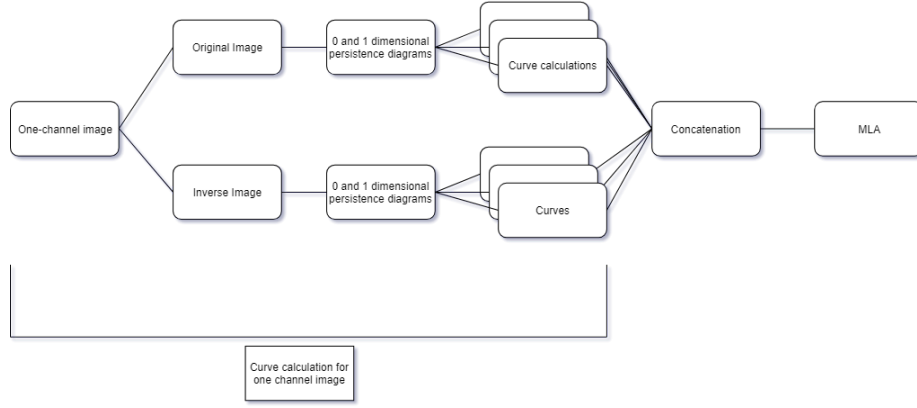 Original Image
0 and 1 dimensional
persistence diagrams
Curve calculations
One-channel image
Concatenation
MLA
Inverse Image
0 and 1 dimensional
persistence diagrams
Curves
Curve calculation for
one channel image